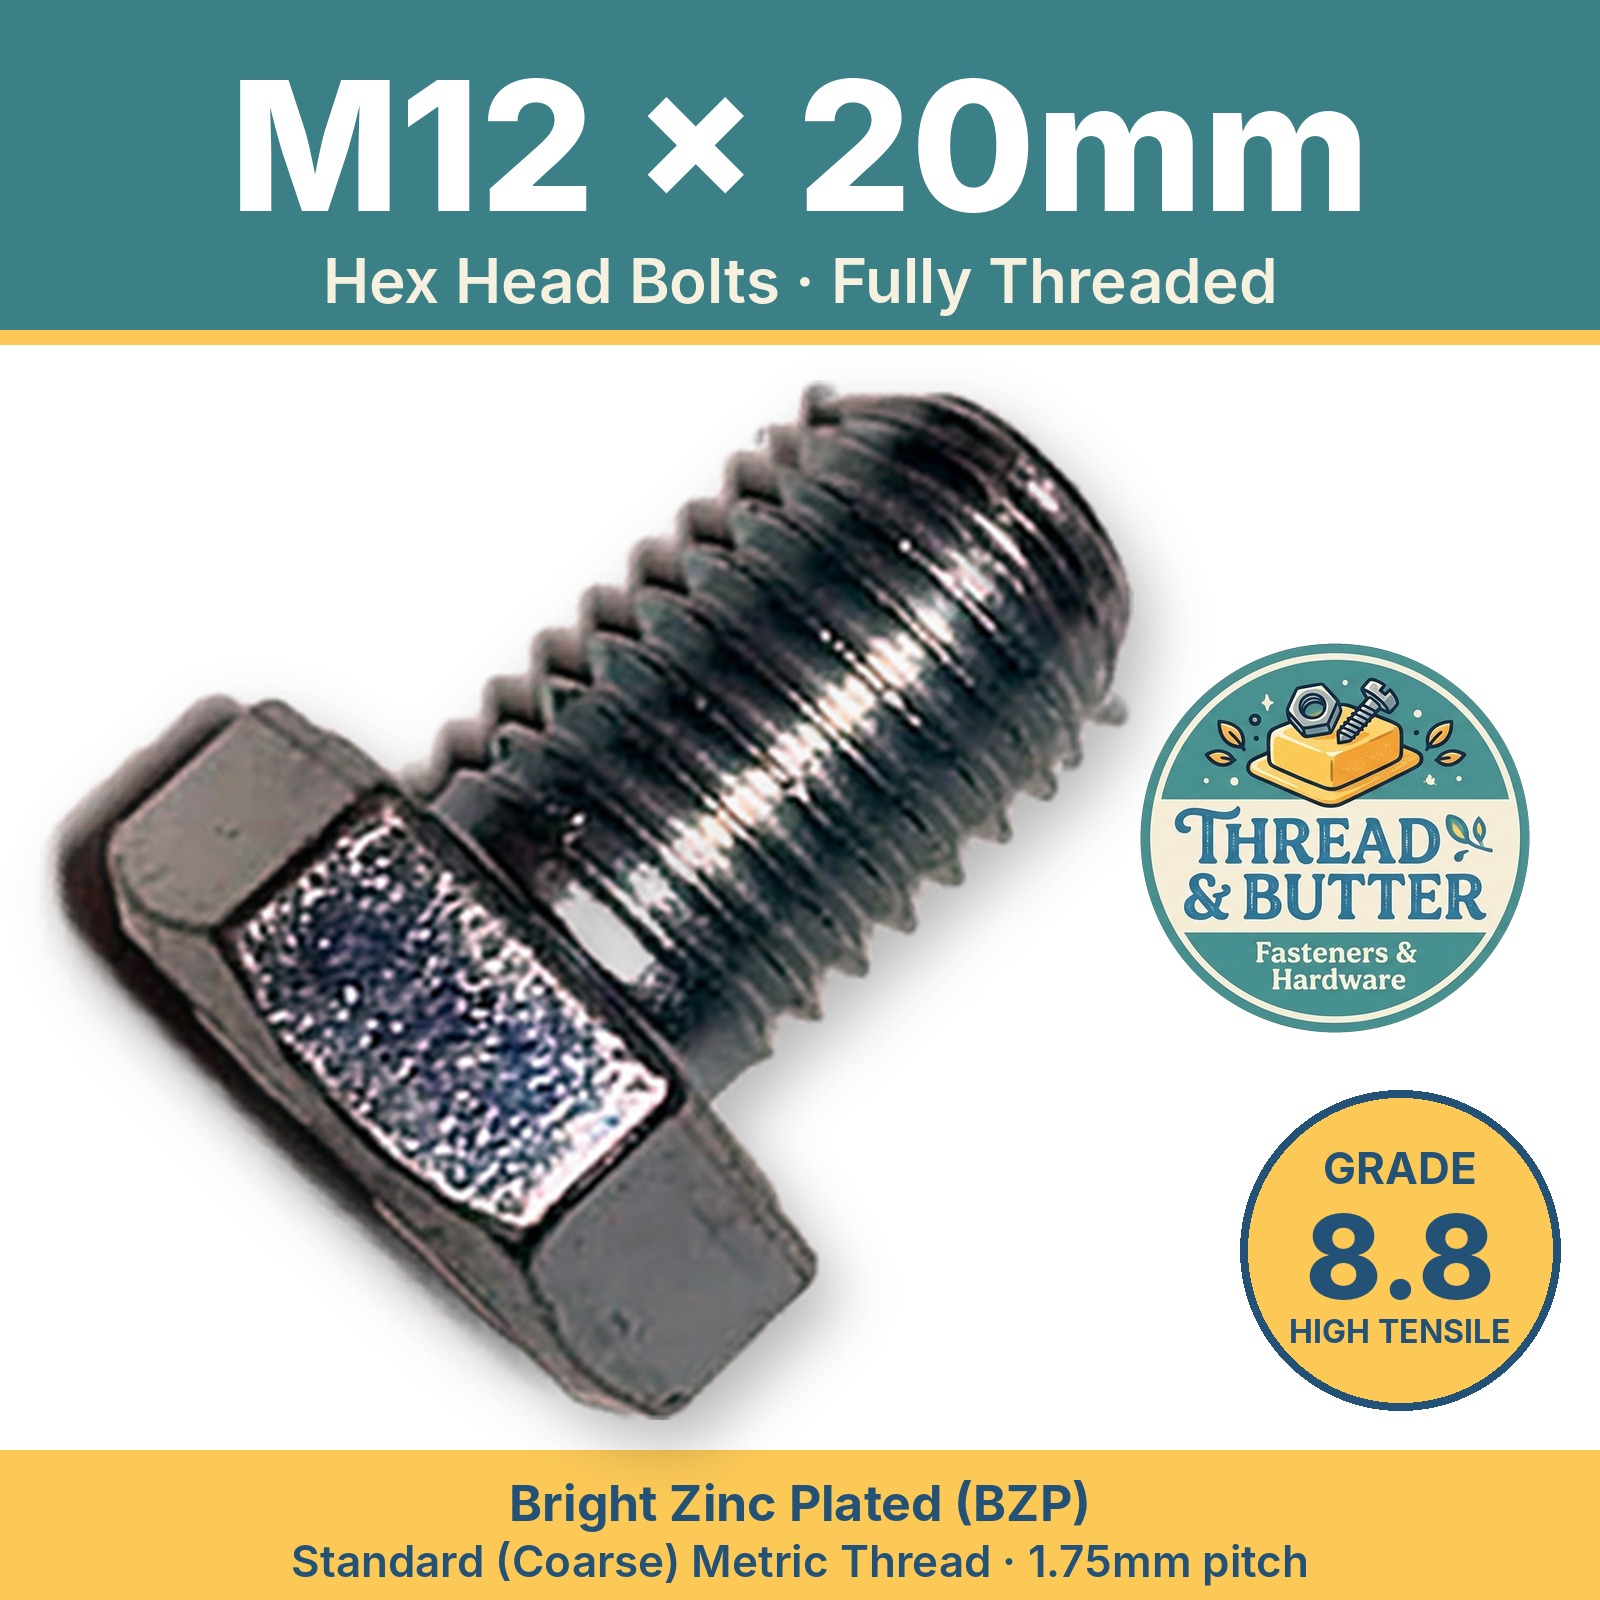 M12 × 20mm
Hex Head Bolts · Fully Threaded
THREAD
& BUTTER
Fasteners &
Hardware
GRADE
8.8
HIGH TENSILE
Bright Zinc Plated (BZP)
Standard (Coarse) Metric Thread · 1.75mm pitch